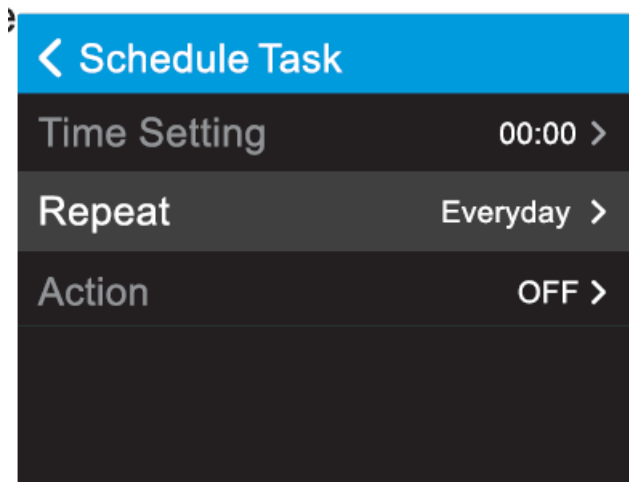 e
Schedule Task
Time Setting 00:00 >
Repeat Everyday >
Action OFF >